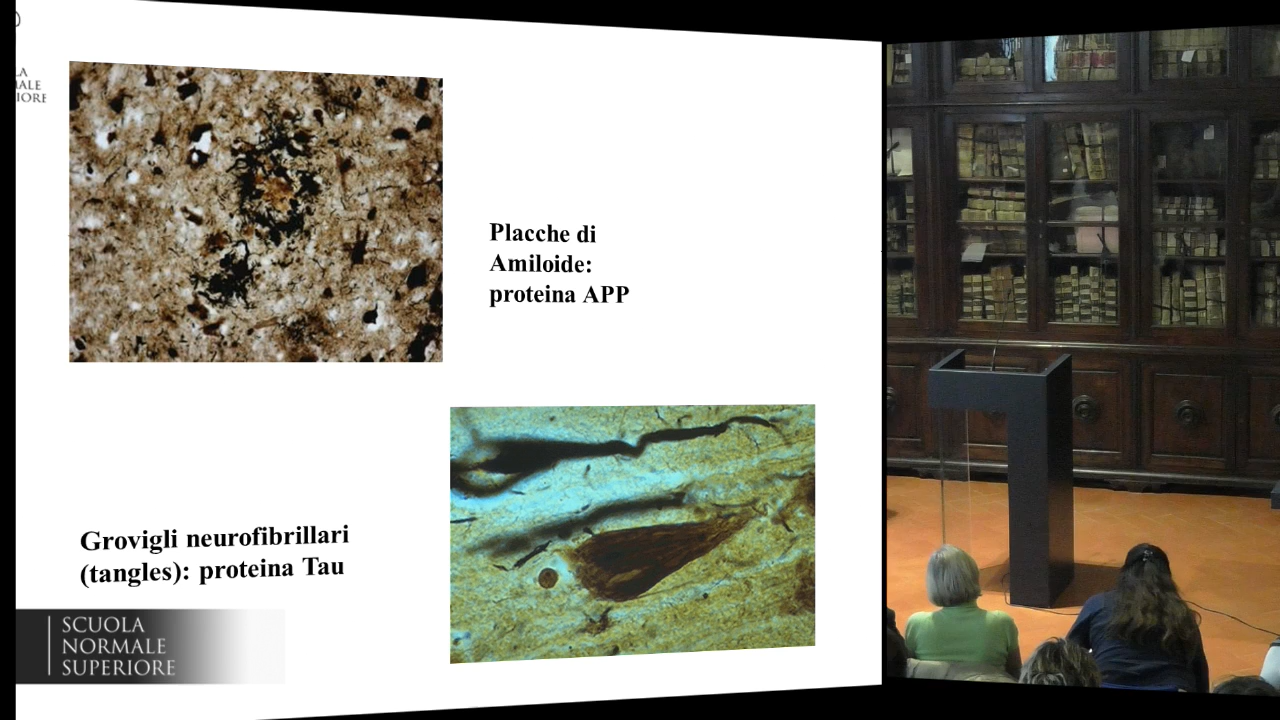 Placche di
Amiloide:
proteina APP
Grovigli neurofibrillari
(tangles): proteina Tau
SCUOLA
NORMALE
SUPERIORE